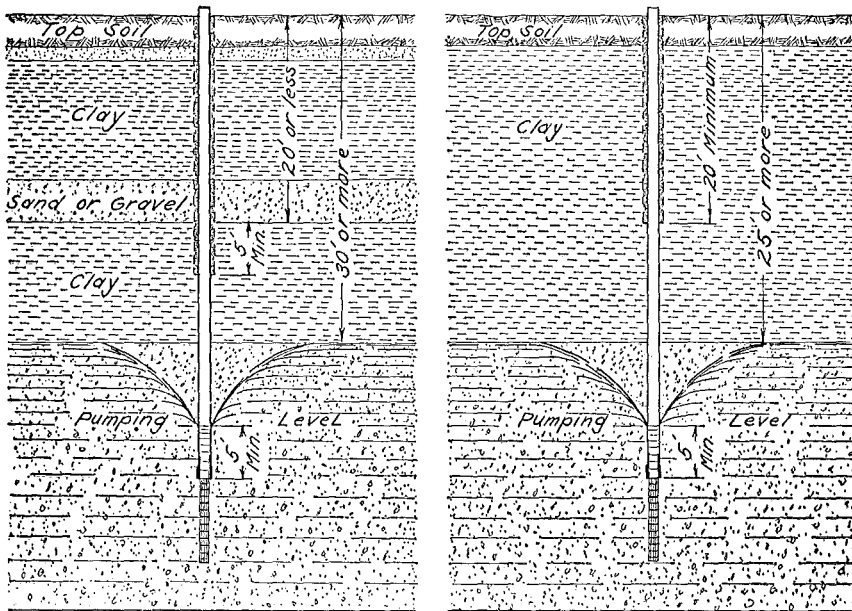 Top Soil
Clay
20' or less
30' or more
Sand or Gravel
5'
Min.
Clay
Pumping Level
5'
Min.
Top Soil
Clay
20' Minimum
25' or more
Pumping Level
5'
Min.